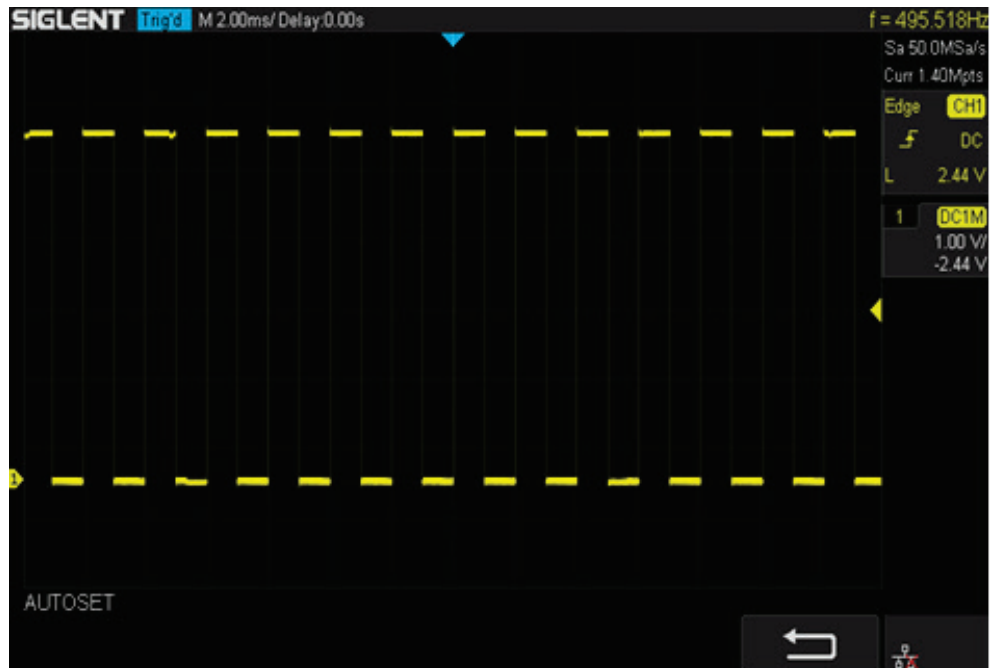 SIGLENT Trig'd M 2.00ms/ Delay:0.00s f = 495.518Hz
Sa 50.0MSa/s
Curr 1.40Mpts
Edge CH1
DC
L 2.44 V
1 DC1M
1.00 V/
-2.44 V
1
AUTOSET